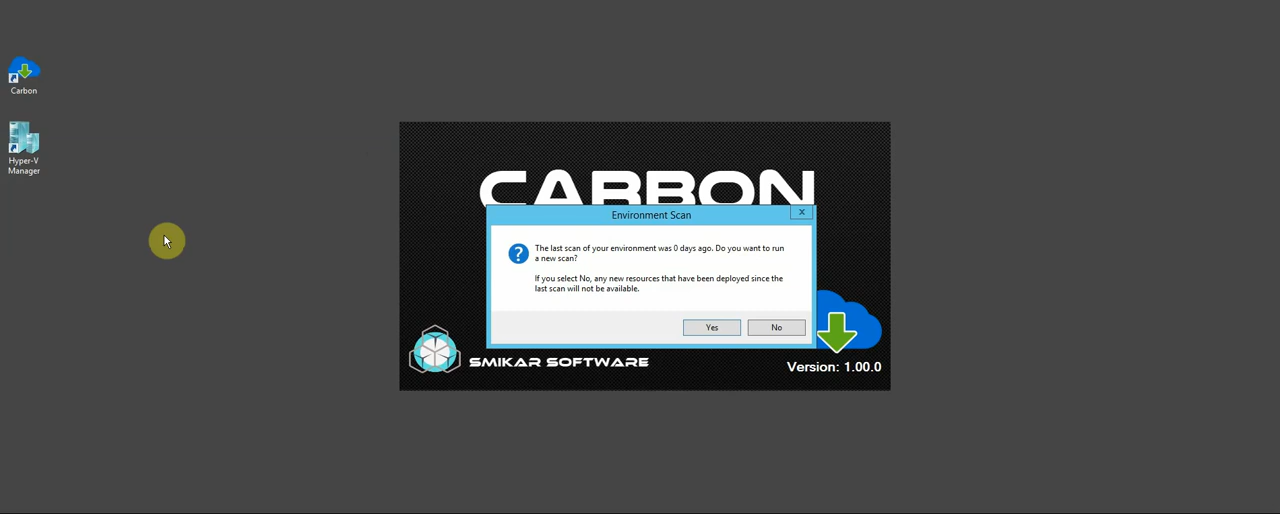 Carbon
Hyper-V
Manager
CARBON
Environment Scan
The last scan of your environment was 0 days ago. Do you want to run
a new scan?
If you select No, any new resources that have been deployed since the
last scan will not be available.
Yes
No
SMIKAR SOFTWARE
Version: 1.00.0